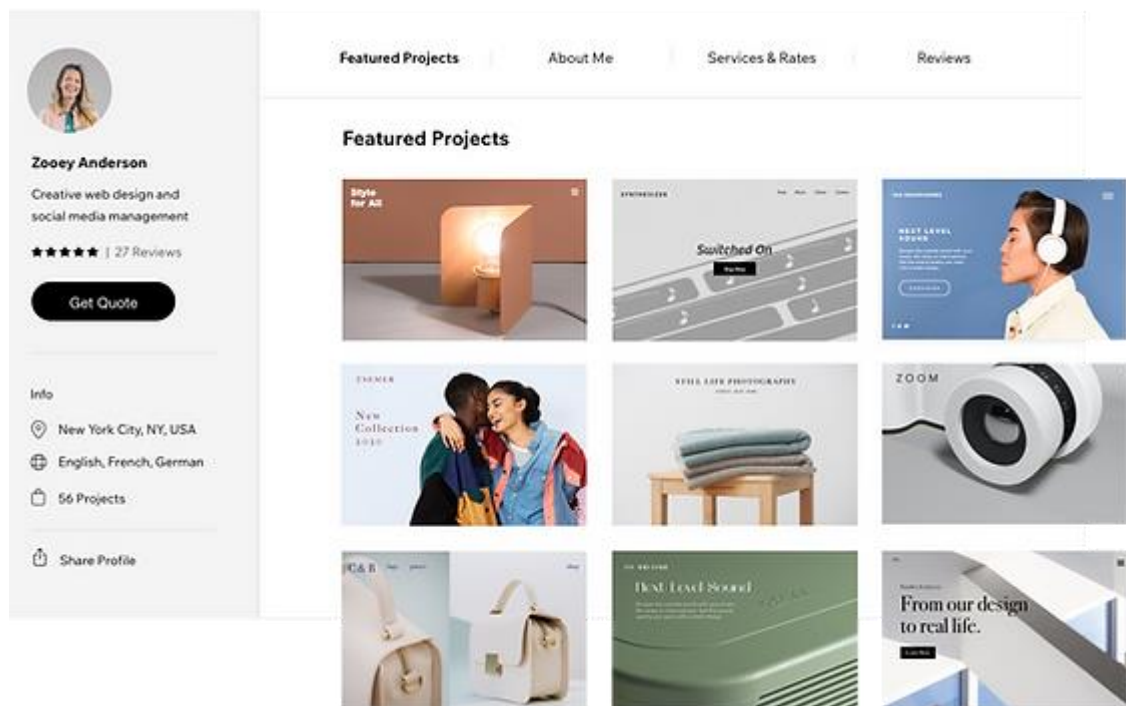 Featured Projects
About Me
Services & Rates
Reviews
Zooey Anderson
Creative web design and
social media management
| 27 Reviews
Get Quote
Info
New York City, NY, USA
English, French, German
56 Projects
Share Profile
Featured Projects
Style
for All
SYNTHESIZER
Switched On
NEXT LEVEL
SOUND
New
Collection
2020
STILL LIFE PHOTOGRAPHY
ZOOM
C&B
Next Level Sound
From our design
to real life.